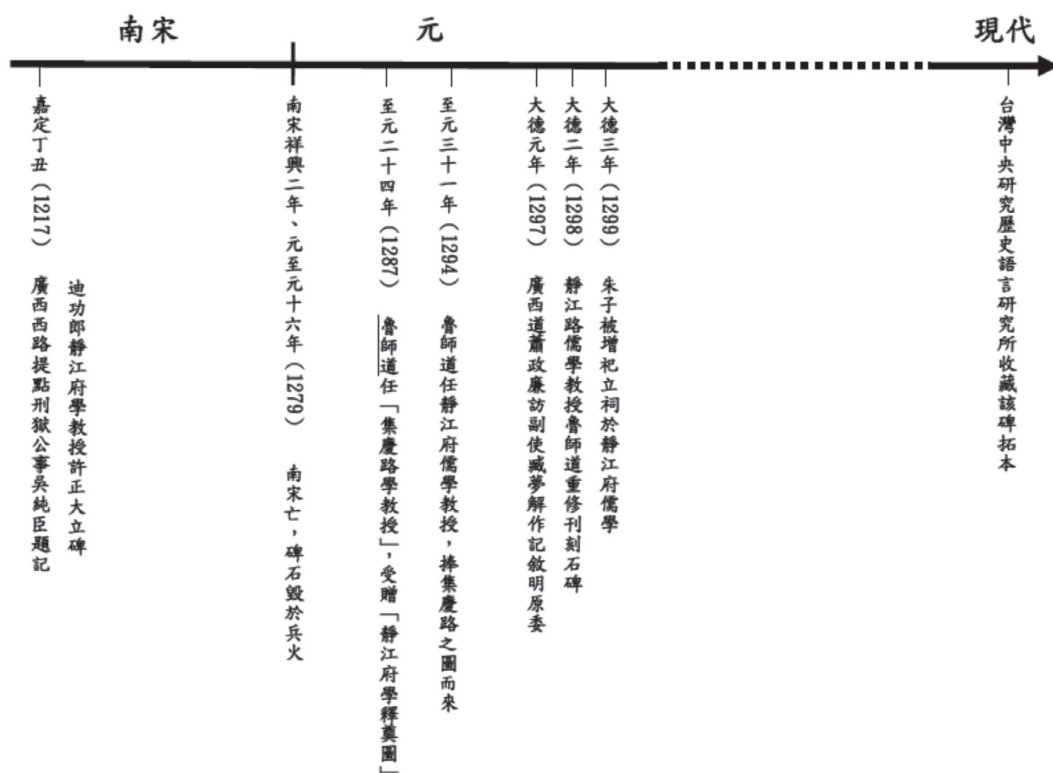 南宋
元
現代
嘉定丁丑(1217) 廣西西路提點刑獄公事吳純臣題記
迪功郎靜江府學教授許正大立碑
南宋祥興二年、元至元十六年(1279) 南宋亡,碑石毀於兵火
至元二十四年(1287) 魯師道任「集慶路學教授」,受贈「靜江府學釋奠圖」
至元三十一年(1294) 魯師道任靜江府儒學教授,捧集慶路之圖而來
大德元年(1297) 廣西道蕭政廉訪副使臧夢解作記敘明原委
大德二年(1298) 靜江路儒學教授魯師道重修刊刻石碑
大德三年(1299) 朱子被增祀立祠於靜江府儒學
台灣中央研究歷史語言研究所收藏該碑拓本